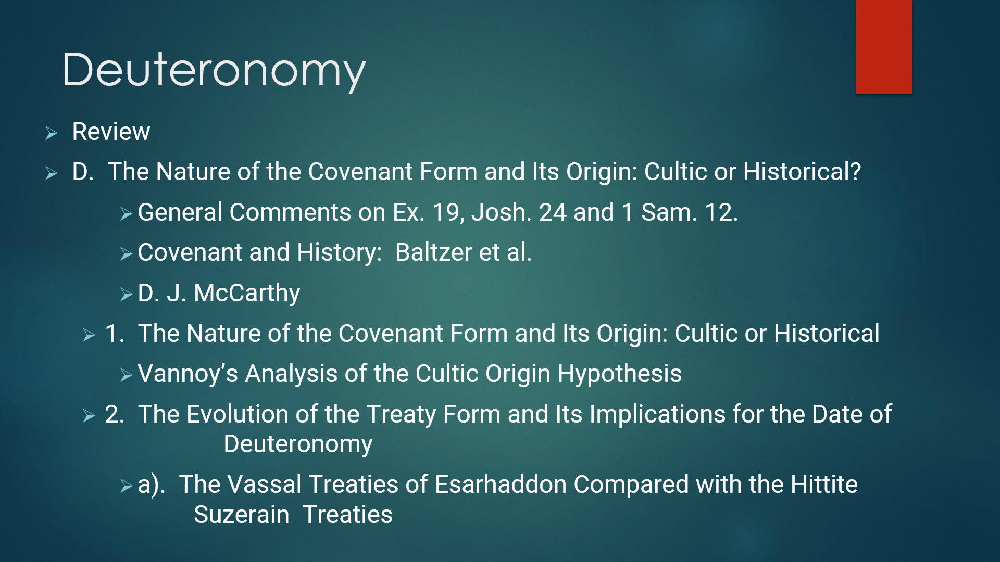 Deuteronomy
Review
D.  The Nature of the Covenant Form and Its Origin: Cultic or Historical?
General Comments on Ex. 19, Josh. 24 and 1 Sam. 12.
Covenant and History:  Baltzer et al.
D. J. McCarthy
1.  The Nature of the Covenant Form and Its Origin: Cultic or Historical
Vannoy’s Analysis of the Cultic Origin Hypothesis
2.  The Evolution of the Treaty Form and Its Implications for the Date of
Deuteronomy
a).  The Vassal Treaties of Esarhaddon Compared with the Hittite
Suzerain  Treaties